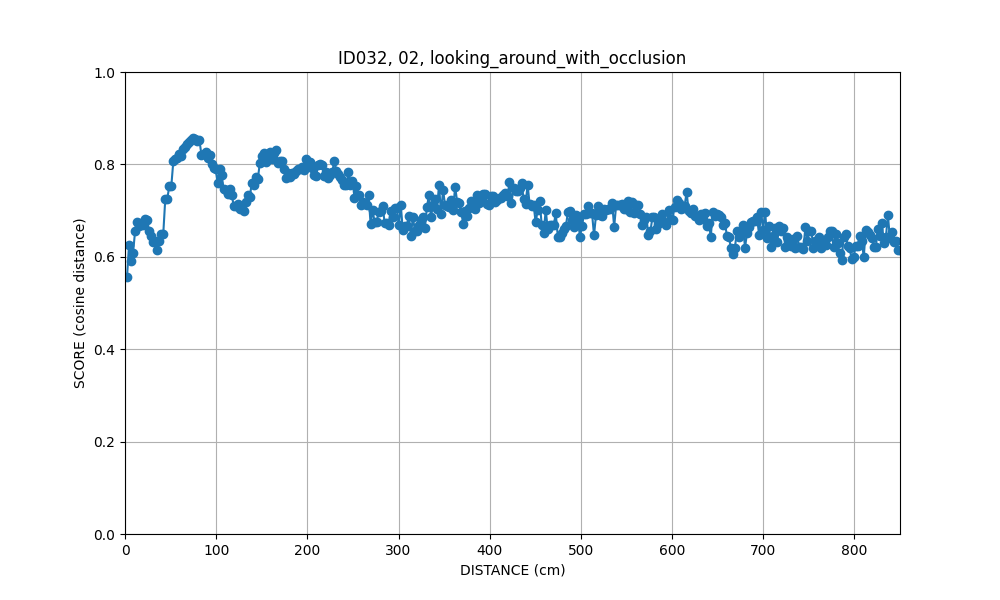 ID032, 02, looking_around_with_occlusion
1.0
0.8
0.6
0.4
0.2
0.0
SCORE (cosine distance)
0 100 200 300 400 500 600 700 800
DISTANCE (cm)